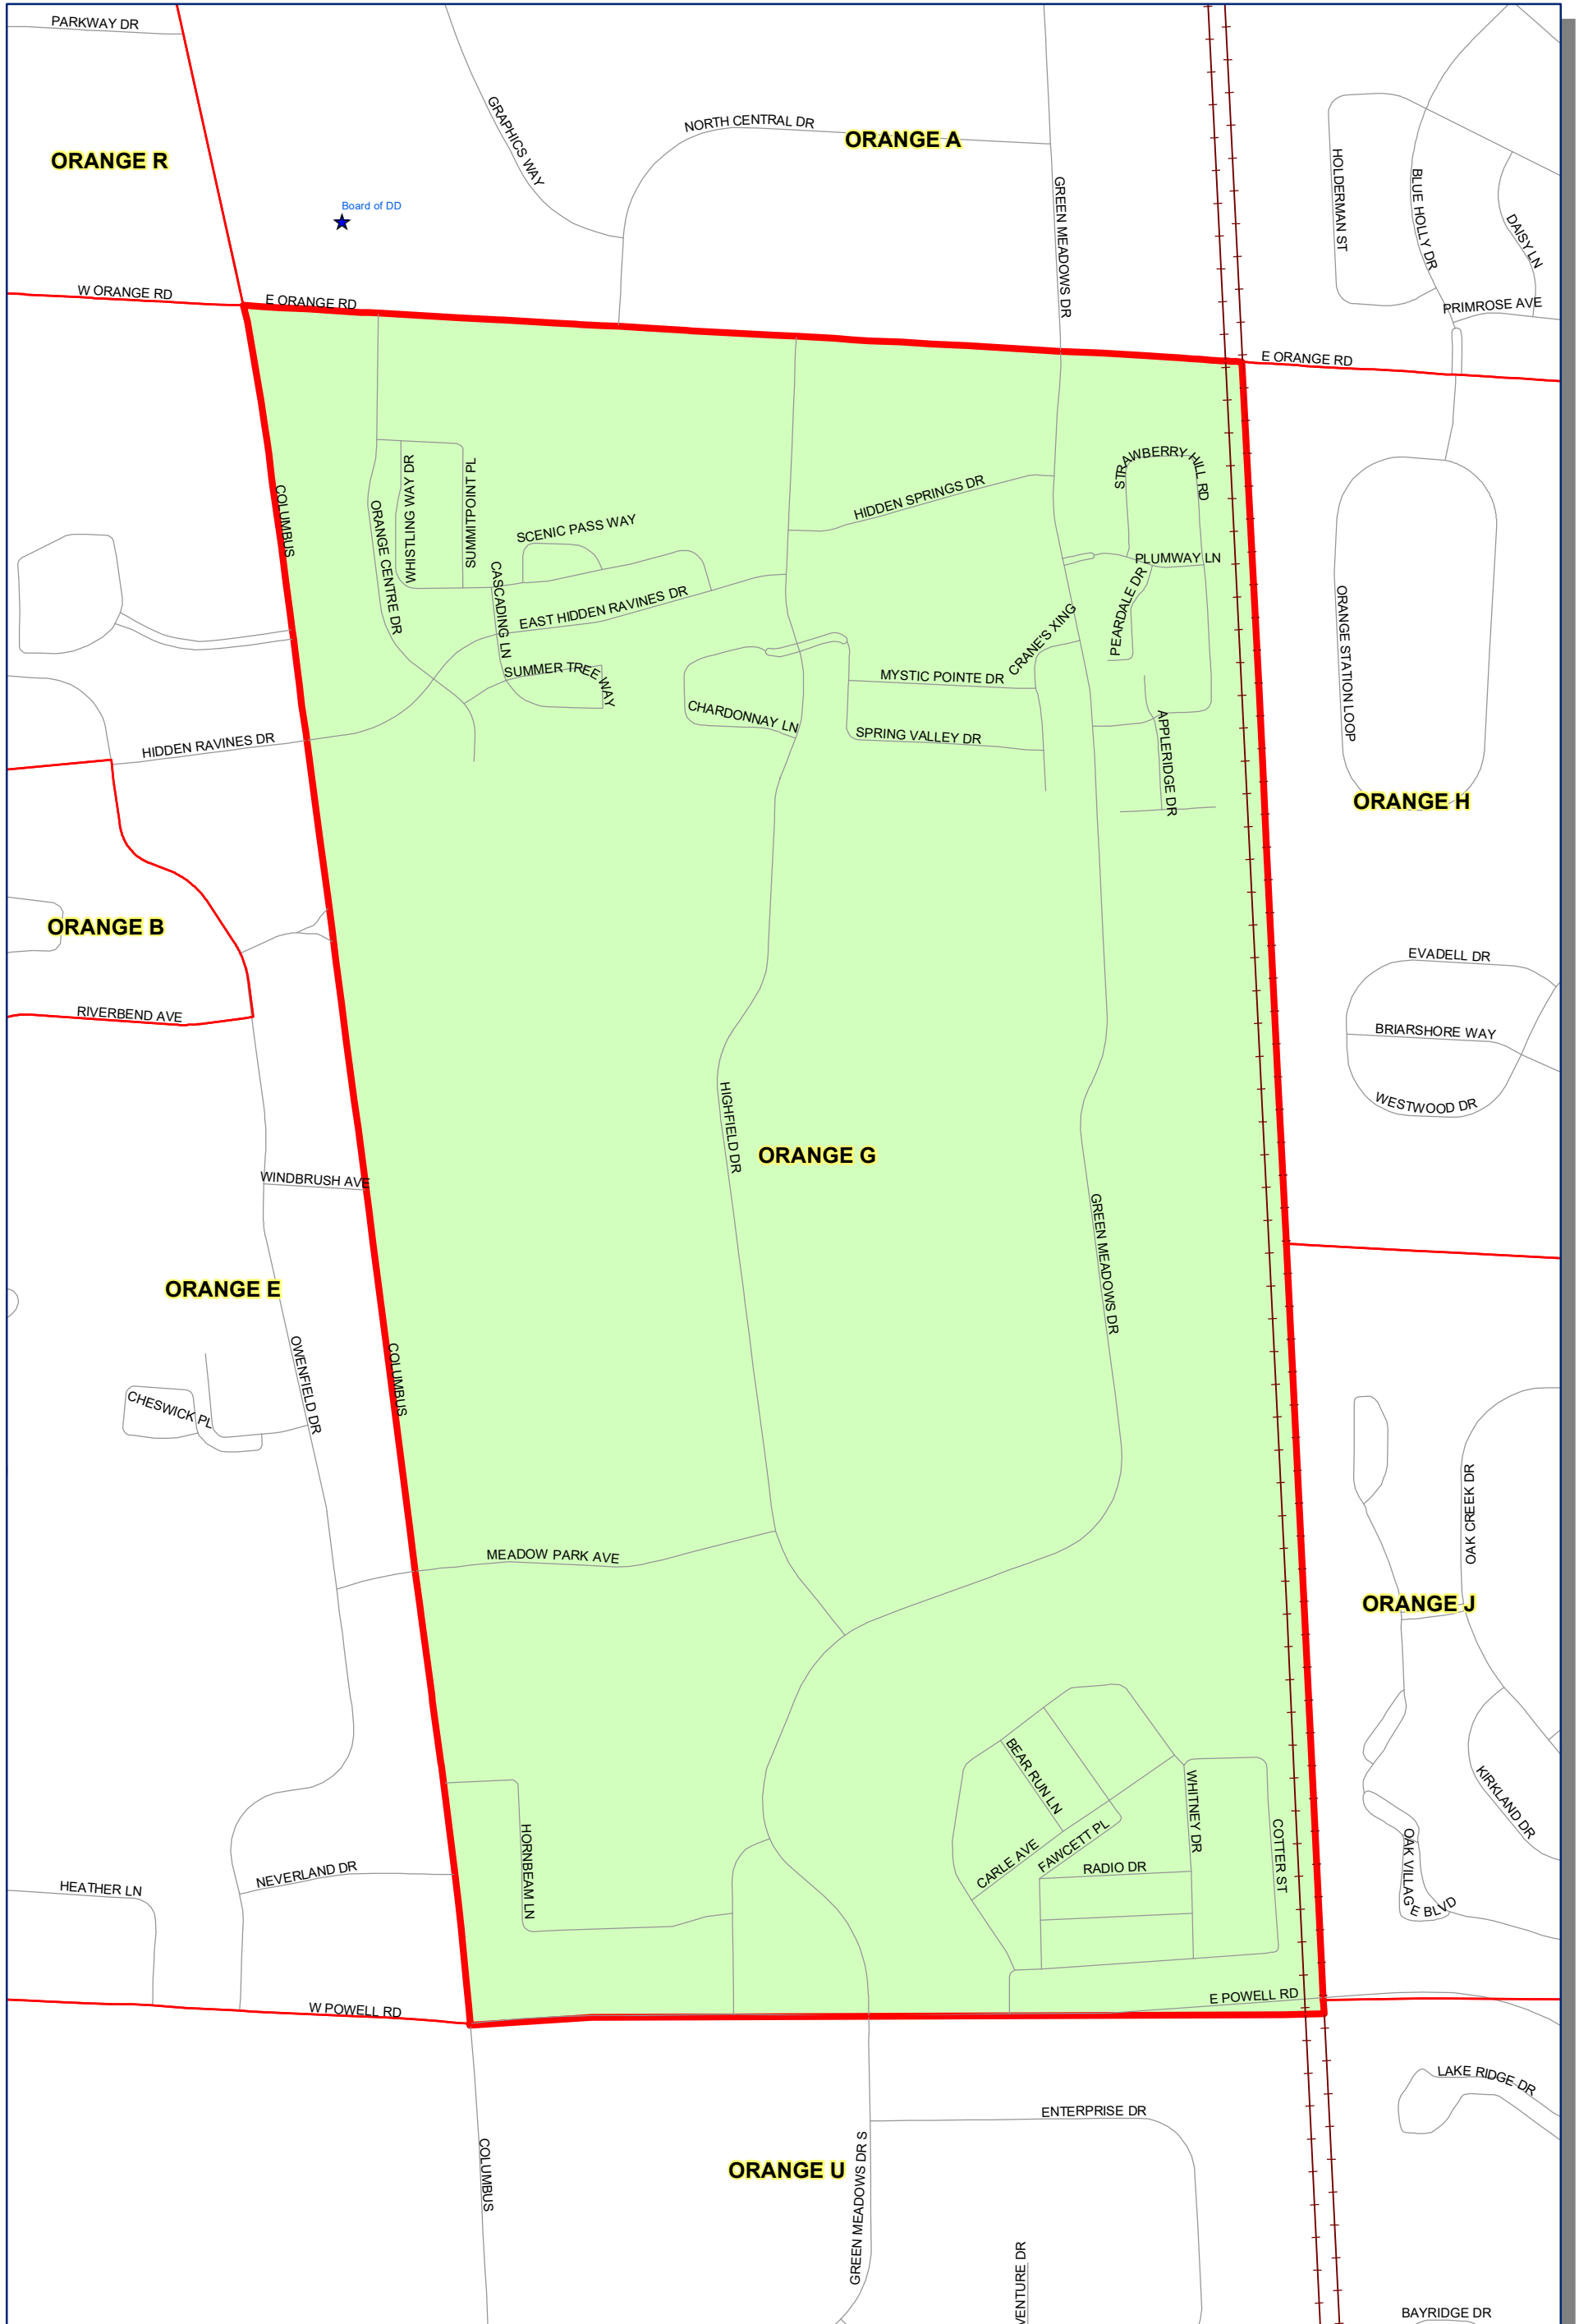 PARKWAY DR
GRAPHICS WAY
NORTH CENTRAL DR
ORANGE A
ORANGE R
Board of DD
GREEN MEADOWS DR
HOLDERMAN ST
BLUE HOLLY DR
DAISY LN
PRIMROSE AVE
W ORANGE RD
E ORANGE RD
E ORANGE RD
COLUMBUS
ORANGE CENTRE DR
WHISTLING WAY DR
SUMMITPOINT PL
SCENIC PASS WAY
CASCADING LN
EAST HIDDEN RAVINES DR
SUMMER TREE WAY
HIDDEN SPRINGS DR
STRAWBERRY HILL RD
PLUMWAY LN
PEARDALE DR
CRANE'S XING
MYSTIC POINTE DR
CHARDONNAY LN
SPRING VALLEY DR
APPLERIDGE DR
ORANGE STATION LOOP
HIDDEN RAVINES DR
ORANGE H
ORANGE B
RIVERBEND AVE
EVADELL DR
BRIARSHORE WAY
WESTWOOD DR
HIGHFIELD DR
ORANGE G
WINDBRUSH AVE
GREEN MEADOWS DR
ORANGE E
OWENFIELD DR
COLUMBUS
CHESWICK PL
OAK CREEK DR
MEADOW PARK AVE
ORANGE J
BEAR RUN LN
WHITNEY DR
KIRKLAND DR
HORNBEAM LN
CARLE AVE
FAWCETT PL
RADIO DR
COTTER ST
OAK VILLAGE BLVD
NEVERLAND DR
HEATHER LN
W POWELL RD
E POWELL RD
LAKE RIDGE DR
ENTERPRISE DR
COLUMBUS
ORANGE U
GREEN MEADOWS DR S
VENTURE DR
BAYRIDGE DR